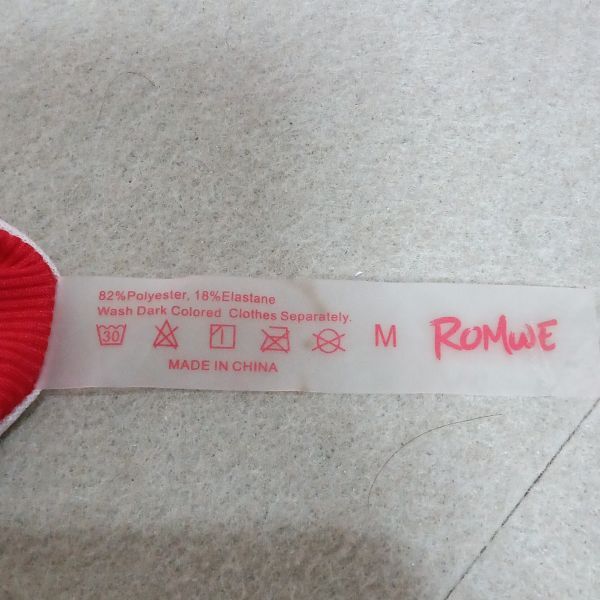 82%Polyester, 18%Elastane
Wash Dark Colored Clothes Separately.
30 M ROMWE
MADE IN CHINA